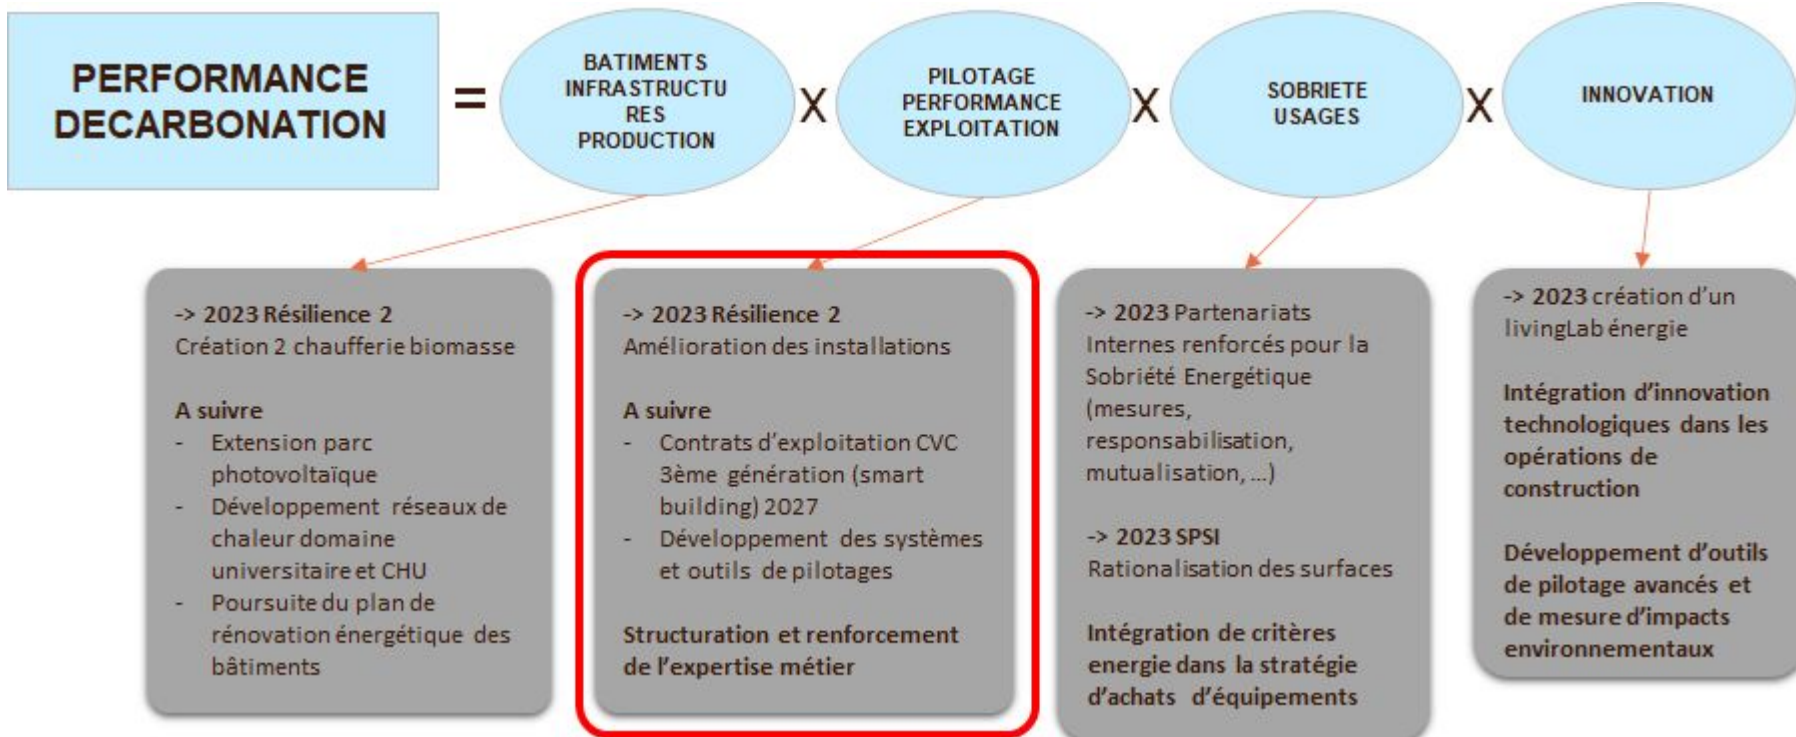 PERFORMANCE
DECARBONATION
=
BATIMENTS
INFRASTRUCTU
RES
PRODUCTION
X
PILOTAGE
PERFORMANCE
EXPLOITATION
X
SOBRIETE
USAGES
X
INNOVATION
-> 2023 Résilience 2
Création 2 chaufferie biomasse
A suivre
- Extension parc
photovoltaïque
- Développement réseaux de
chaleur domaine
universitaire et CHU
- Poursuite du plan de
rénovation énergétique des
bâtiments
-> 2023 Résilience 2
Amélioration des installations
A suivre
- Contrats d'exploitation CVC
3ème génération (smart
building) 2027
- Développement des systèmes
et outils de pilotages
Structuration et renforcement
de l'expertise métier
-> 2023 Partenariats
Internes renforcés pour la
Sobriété Energétique
(mesures,
responsabilisation,
mutualisation, ...)
-> 2023 SPSI
Rationalisation des surfaces
Intégration de critères
energie dans la stratégie
d'achats d'équipements
-> 2023 création d'un
livingLab énergie
Intégration d'innovation
technologiques dans les
opérations de
construction
Développement d'outils
de pilotage avancés et
de mesure d'impacts
environnementaux